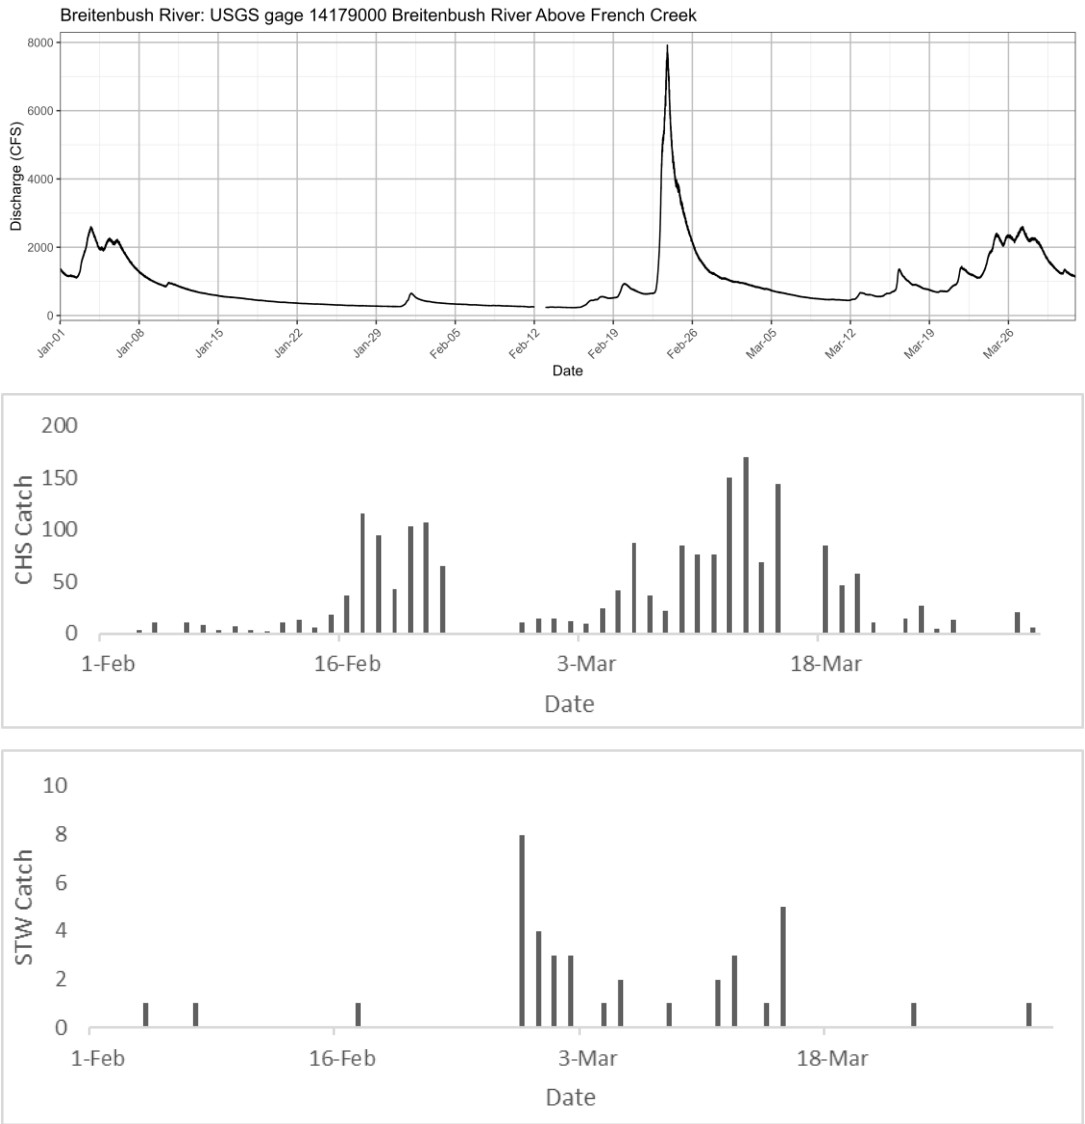 Breitenbush River: USGS gage 14179000 Breitenbush River Above French Creek
8000
6000
4000
2000
0
Discharge (CFS)
Jan-01 Jan-08 Jan-15 Jan-22 Jan-29 Feb-05 Feb-12 Feb-19 Feb-26 Mar-05 Mar-12 Mar-19 Mar-26
Date
200
150
100
50
0
CHS Catch
1-Feb 16-Feb 3-Mar 18-Mar
Date
10
8
6
4
2
0
STW Catch
1-Feb 16-Feb 3-Mar 18-Mar
Date